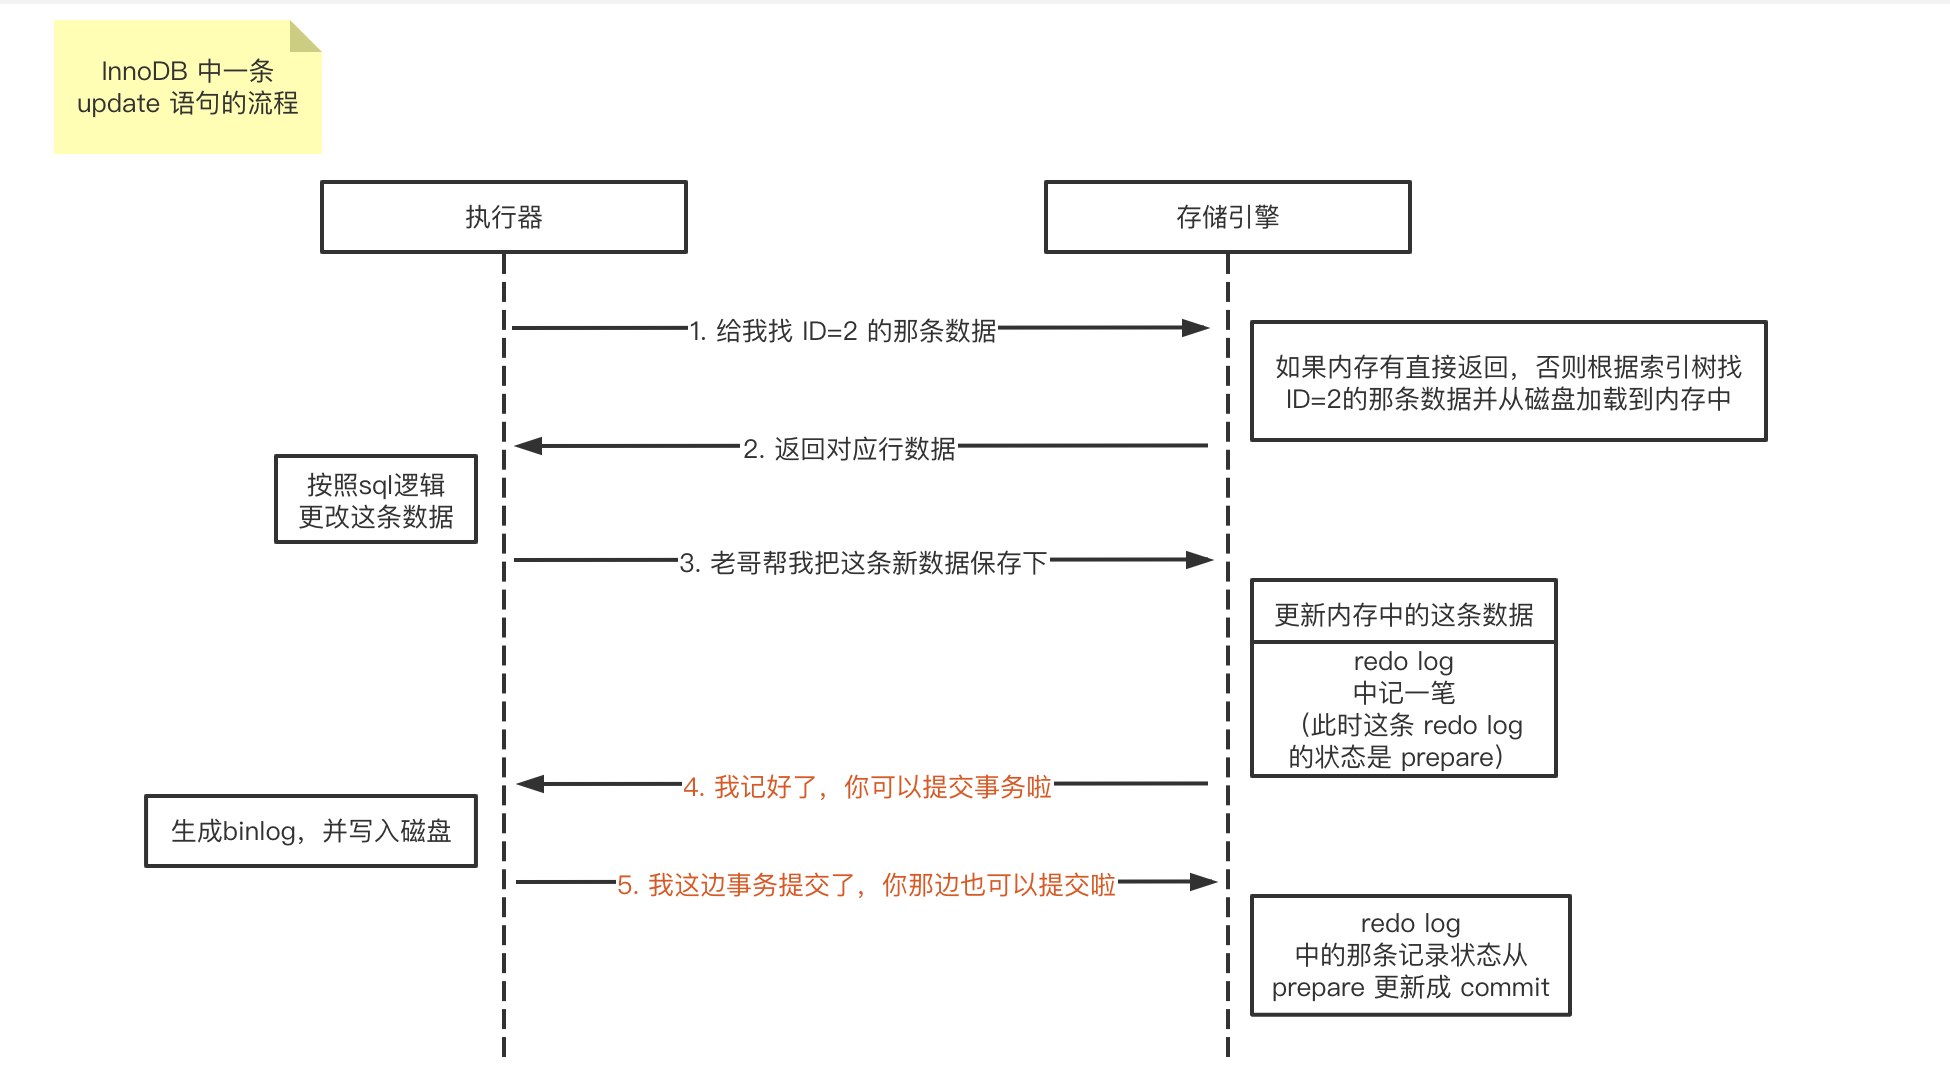 InnoDB 中一条
update 语句的流程
执行器
存储引擎
1. 给我找 ID=2 的那条数据
如果内存有直接返回，否则根据索引树找
ID=2的那条数据并从磁盘加载到内存中
2. 返回对应行数据
按照sql逻辑
更改这条数据
3. 老哥帮我把这条新数据保存下
更新内存中的这条数据
redo log
中记一笔
（此时这条 redo log
的状态是 prepare）
4. 我记好了，你可以提交事务啦
生成binlog，并写入磁盘
5. 我这边事务提交了，你那边也可以提交啦
redo log
中的那条记录状态从
prepare 更新成 commit